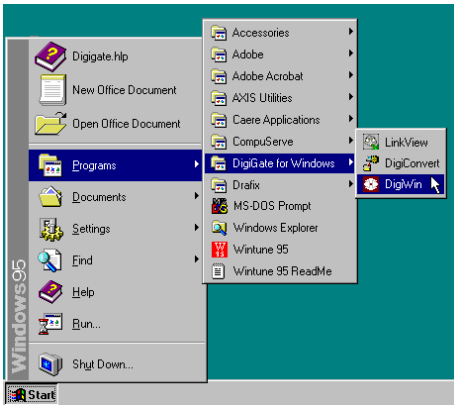 Digigate.hlp
New Office Document
Open Office Document
Programs
Documents
Settings
Find
Help
Run...
Shut Down...
Windows95
Start
Accessories
Adobe
Adobe Acrobat
AXIS Utilities
Caere Applications
CompuServe
DigiGate for Windows
Drafix
MS-DOS Prompt
Windows Explorer
Wintune 95
Wintune 95 ReadMe
LinkView
DigiConvert
DigiWin